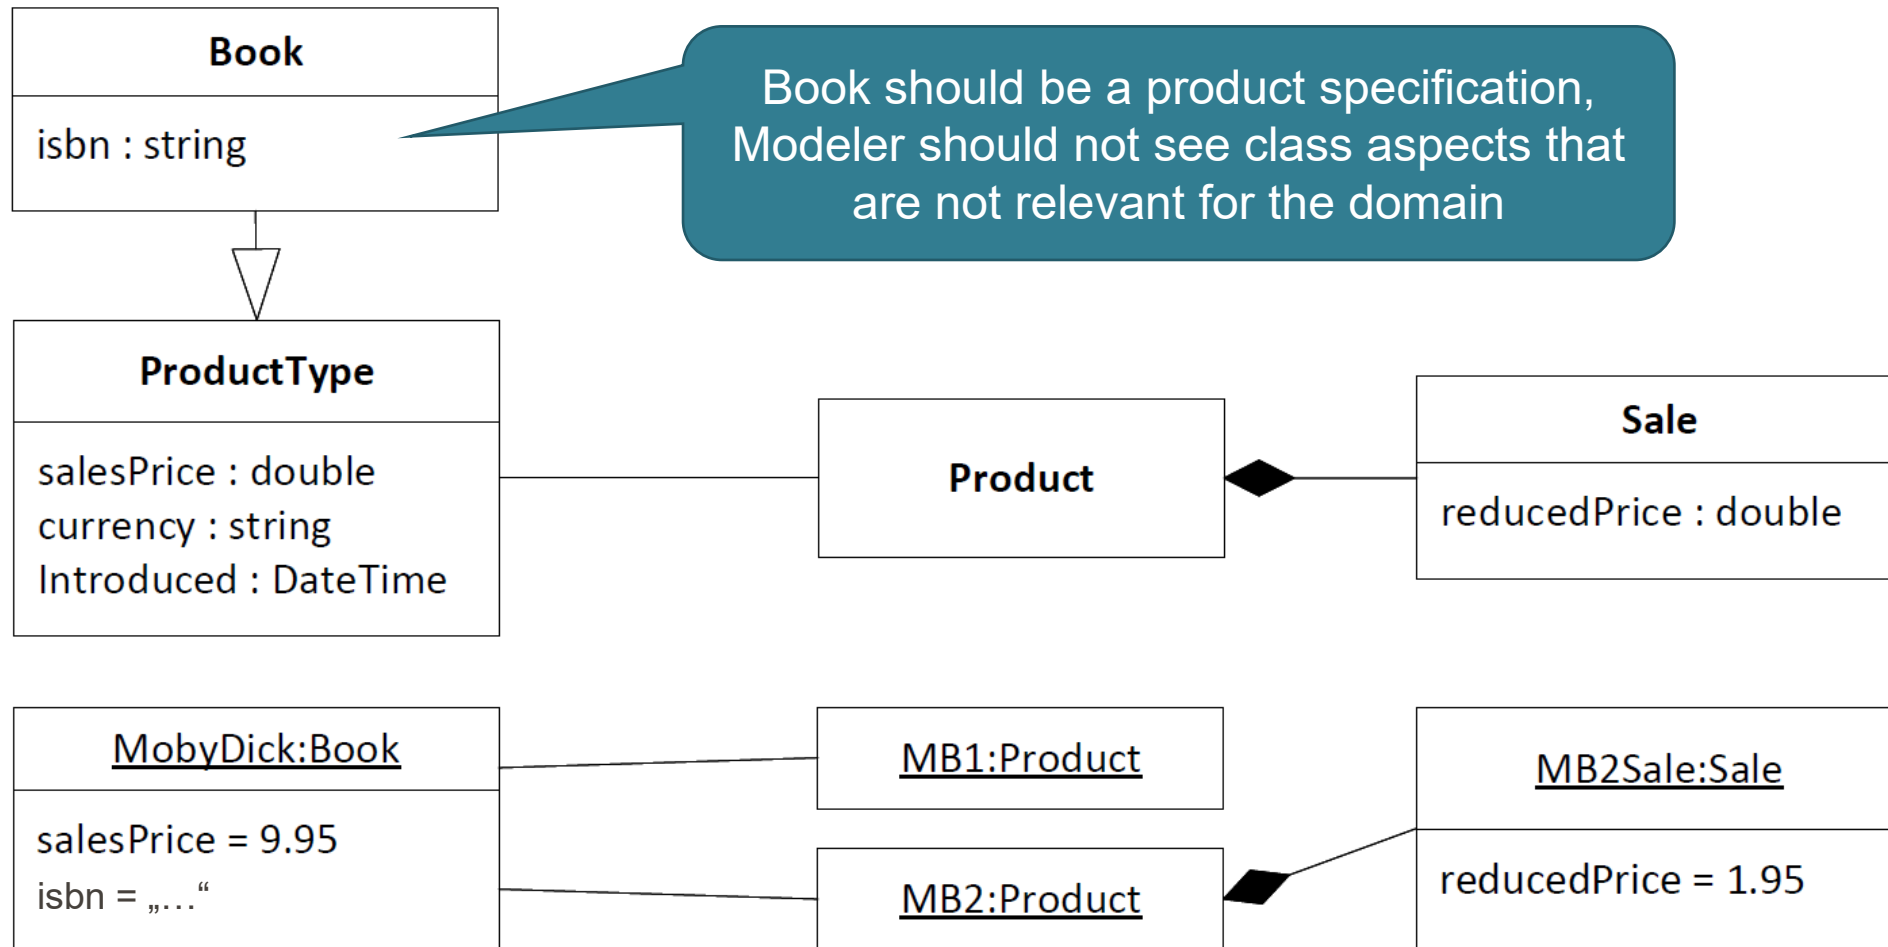 Book
isbn : string
Book should be a product specification,
Modeler should not see class aspects that
are not relevant for the domain
ProductType
salesPrice : double
currency : string
Introduced : DateTime
Product
Sale
reducedPrice : double
MobyDick:Book
salesPrice = 9.95
isbn = „…“
MB1:Product
MB2:Product
MB2Sale:Sale
reducedPrice = 1.95